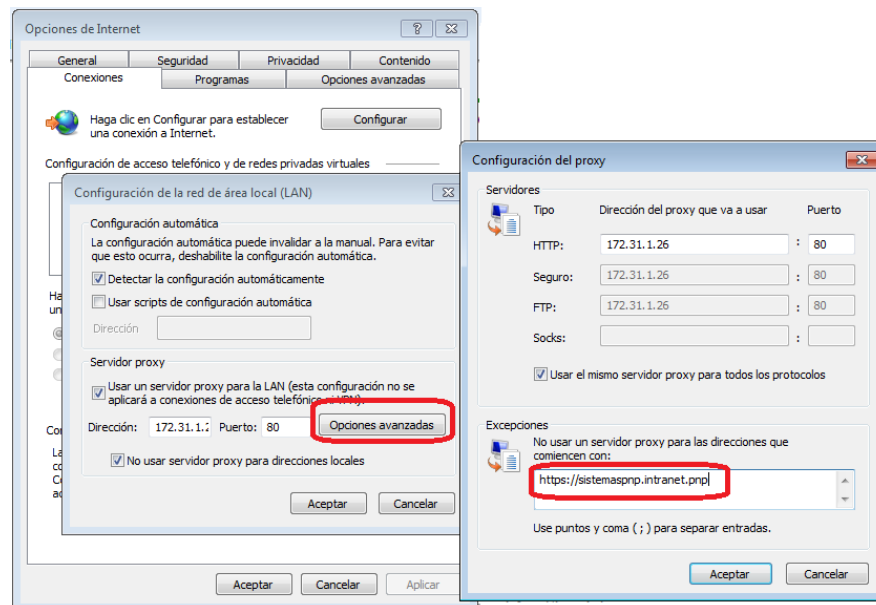 Opciones de Internet
General
Seguridad
Privacidad
Contenido
Conexiones
Programas
Opciones avanzadas
Haga clic en Configurar para establecer
una conexión a Internet.
Configurar
Configuración de acceso telefónico y de redes privadas virtuales
Configuración de la red de área local (LAN)
Configuración automática
La configuración automática puede invalidar a la manual. Para evitar
que esto ocurra, deshabilite la configuración automática.
Detectar la configuración automáticamente
Usar scripts de configuración automática
Dirección
Servidor proxy
Usar un servidor proxy para la LAN (esta configuración no se
aplicará a conexiones de acceso telefónico ni VPN).
Dirección:
172.31.1.2
Puerto:
80
Opciones avanzadas
No usar servidor proxy para direcciones locales
Aceptar
Cancelar
Aceptar
Cancelar
Aplicar
Configuración del proxy
Servidores
Tipo
Dirección del proxy que va a usar
Puerto
HTTP:
172.31.1.26
:
80
Seguro:
172.31.1.26
:
80
FTP:
172.31.1.26
:
80
Socks:
:
Usar el mismo servidor proxy para todos los protocolos
Excepciones
No usar un servidor proxy para las direcciones que
comiencen con:
https://sistemaspnp.intranet.pnp
Use puntos y coma ( ; ) para separar entradas.
Aceptar
Cancelar